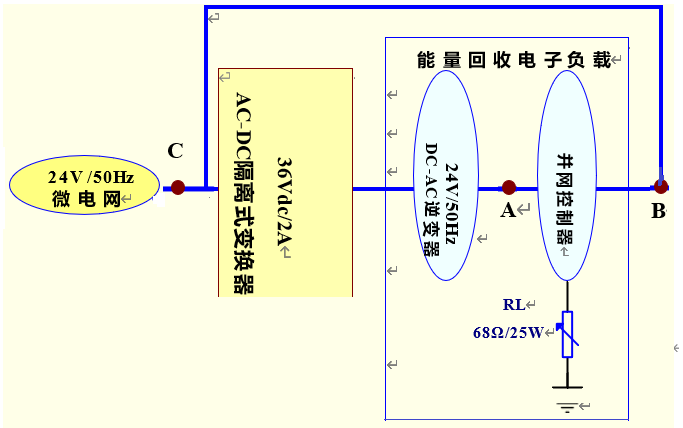 能量回收电子负载
C
24V /50Hz
微电网
AC-DC隔离式变换器
36Vdc/2A
24V/50Hz
DC-AC逆变器
A
并网控制器
B
RL
68Ω/25W